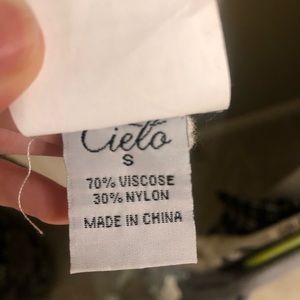 Cielo
S
70% VISCOSE
30% NYLON
MADE IN CHINA